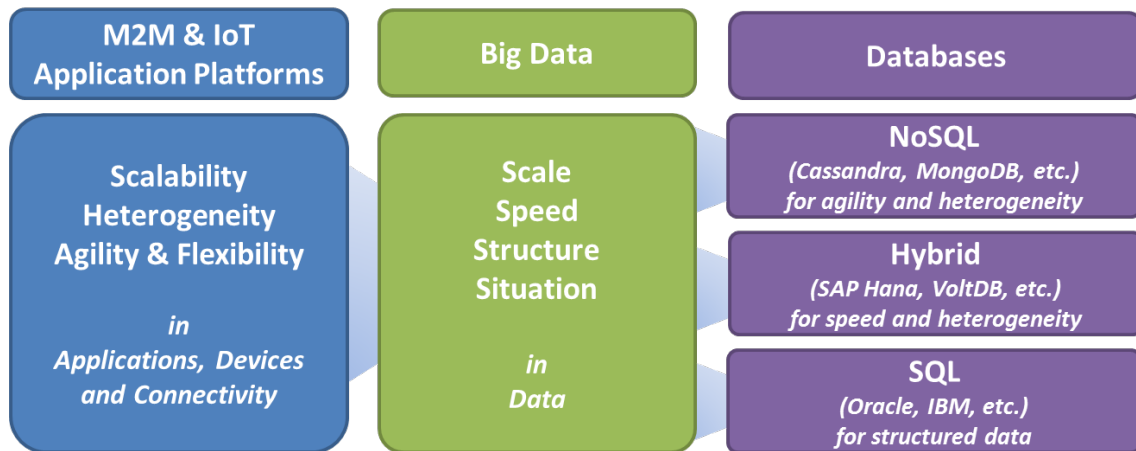 M2M & IoT
Application Platforms
Scalability
Heterogeneity
Agility & Flexibility
in
Applications, Devices
and Connectivity
Big Data
Scale
Speed
Structure
Situation
in
Data
Databases
NoSQL
(Cassandra, MongoDB, etc.)
for agility and heterogeneity
Hybrid
(SAP Hana, VoltDB, etc.)
for speed and heterogeneity
SQL
(Oracle, IBM, etc.)
for structured data